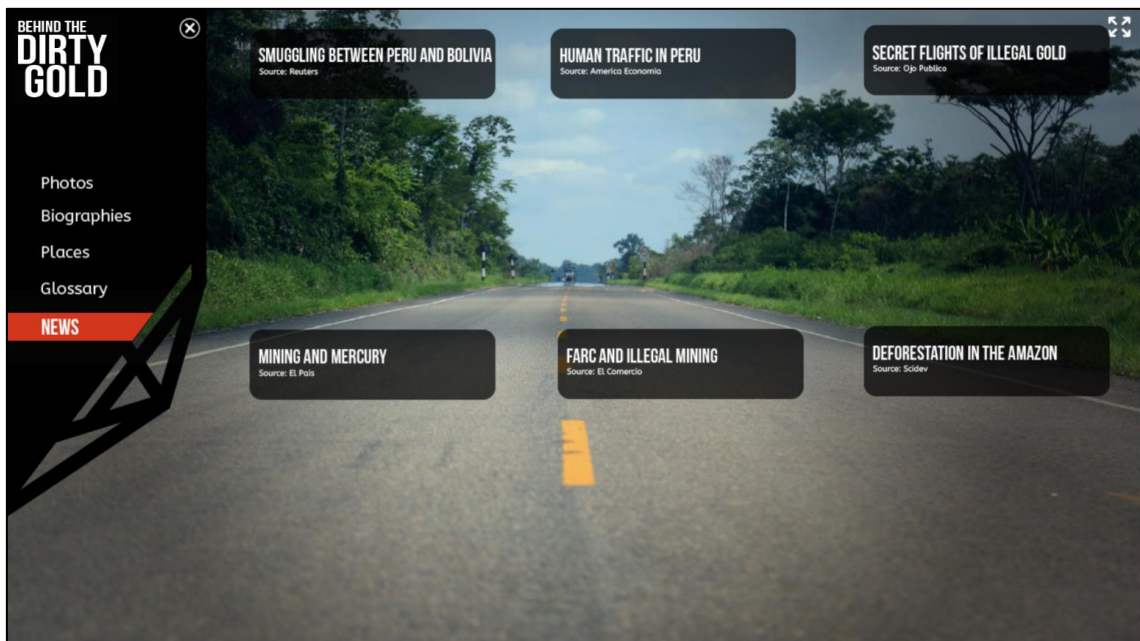 BEHIND THE
DIRTY
GOLD
Photos
Biographies
Places
Glossary
NEWS
SMUGGLING BETWEEN PERU AND BOLIVIA
Source: Reuters
HUMAN TRAFFIC IN PERU
Source: America Economia
SECRET FLIGHTS OF ILLEGAL GOLD
Source: Ojo Publico
MINING AND MERCURY
Source: El Pais
FARC AND ILLEGAL MINING
Source: El Comercio
DEFORESTATION IN THE AMAZON
Source: Scidev